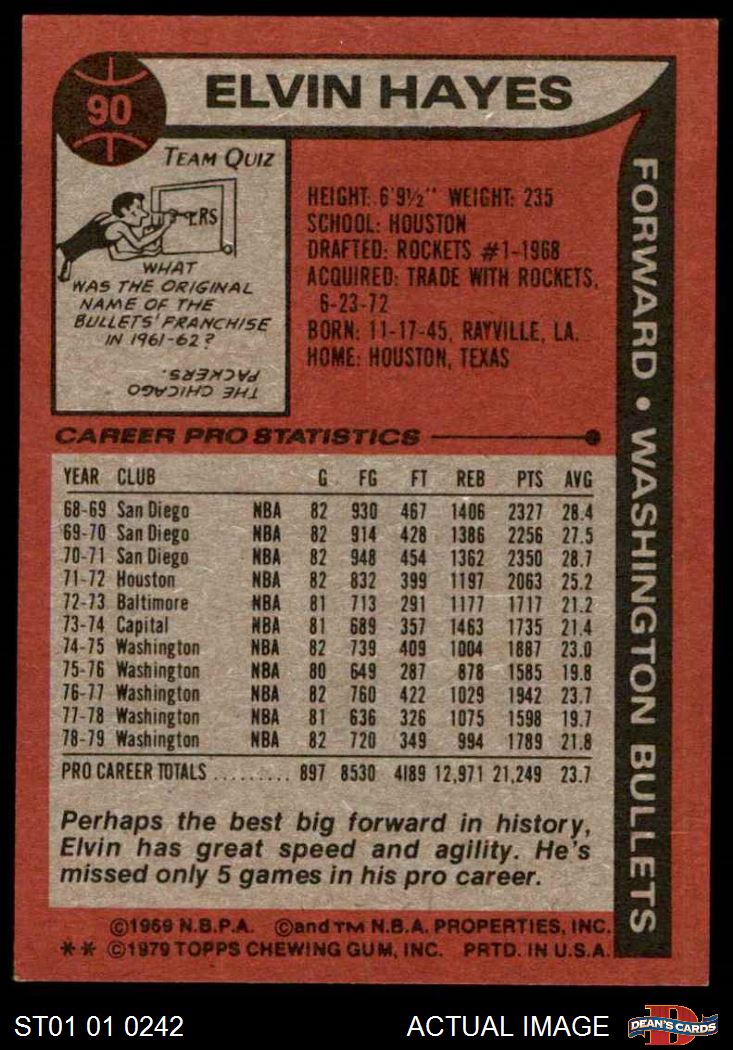 90
ELVIN HAYES
TEAM QUIZ
ERS
WHAT
WAS THE ORIGINAL
NAME OF THE
BULLETS' FRANCHISE
IN 1961-62?
THE CHICAGO
PACKERS.
HEIGHT: 6'9½" WEIGHT: 235
SCHOOL: HOUSTON
DRAFTED: ROCKETS #1-1968
ACQUIRED: TRADE WITH ROCKETS,
6-23-72
BORN: 11-17-45, RAYVILLE, LA.
HOME: HOUSTON, TEXAS
FORWARD • WASHINGTON BULLETS
CAREER PRO STATISTICS
YEAR CLUB G FG FT REB PTS AVG
68-69 San Diego NBA 82 930 467 1406 2327 28.4
69-70 San Diego NBA 82 914 428 1386 2256 27.5
70-71 San Diego NBA 82 948 454 1362 2350 28.7
71-72 Houston NBA 82 832 399 1197 2063 25.2
72-73 Baltimore NBA 81 713 291 1177 1717 21.2
73-74 Capital NBA 81 689 357 1463 1735 21.4
74-75 Washington NBA 82 739 409 1004 1887 23.0
75-76 Washington NBA 80 649 287 878 1585 19.8
76-77 Washington NBA 82 760 422 1029 1942 23.7
77-78 Washington NBA 81 636 326 1075 1598 19.7
78-79 Washington NBA 82 720 349 994 1789 21.8
PRO CAREER TOTALS ......... 897 8530 4189 12,971 21,249 23.7
Perhaps the best big forward in history,
Elvin has great speed and agility. He's
missed only 5 games in his pro career.
©1969 N.B.P.A. ©and TM N.B.A. PROPERTIES, INC.
** ©1979 TOPPS CHEWING GUM, INC. PRTD. IN U.S.A.
ST01 01 0242
ACTUAL IMAGE
D
DEAN'S CARDS